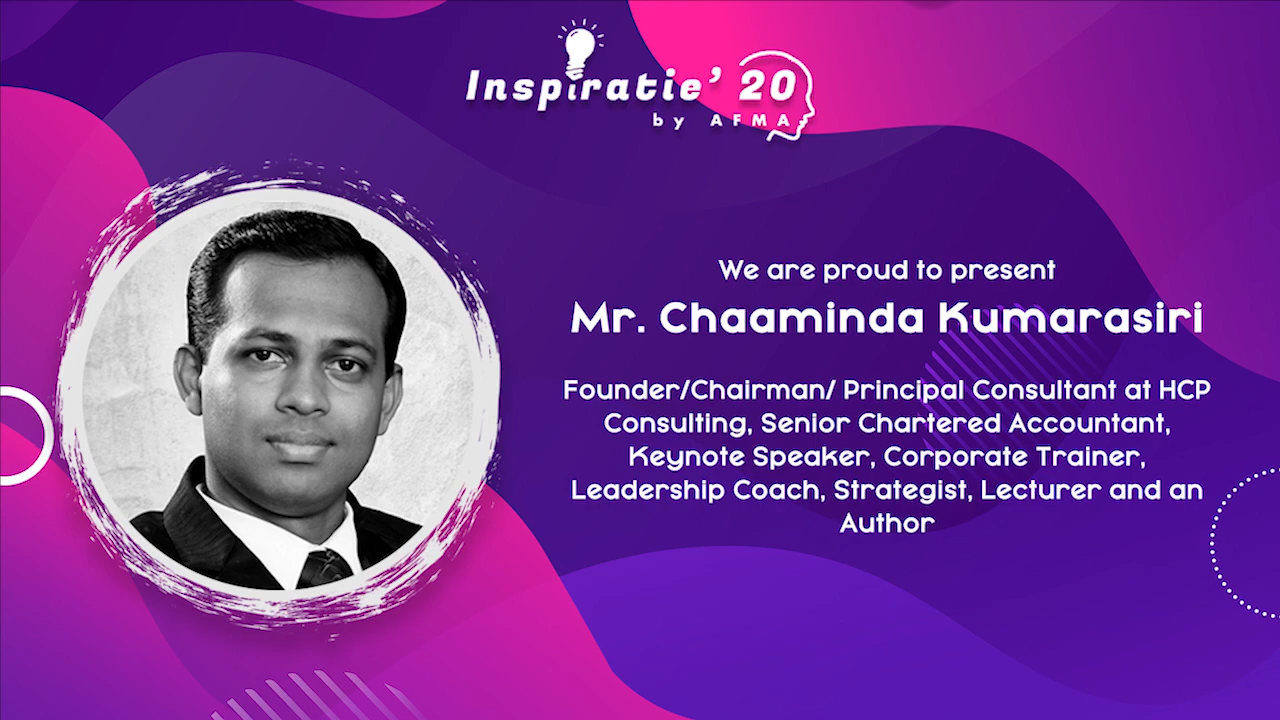 Inspiratie' 20
by AFMA
We are proud to present
Mr. Chaaminda Kumarasiri
Founder/Chairman/ Principal Consultant at HCP
Consulting, Senior Chartered Accountant,
Keynote Speaker, Corporate Trainer,
Leadership Coach, Strategist, Lecturer and an
Author